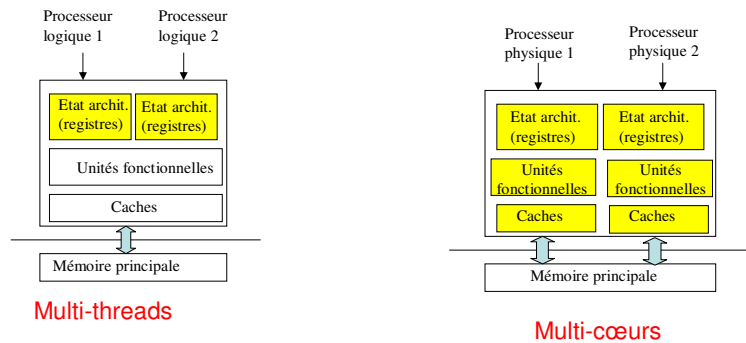 Processeur
logique 1
Processeur
logique 2
Etat archit.
(registres)
Etat archit.
(registres)
Unités fonctionnelles
Caches
Mémoire principale
Multi-threads
Processeur
physique 1
Processeur
physique 2
Etat archit.
(registres)
Etat archit.
(registres)
Unités
fonctionnelles
Unités
fonctionnelles
Caches
Caches
Mémoire principale
Multi-cœurs